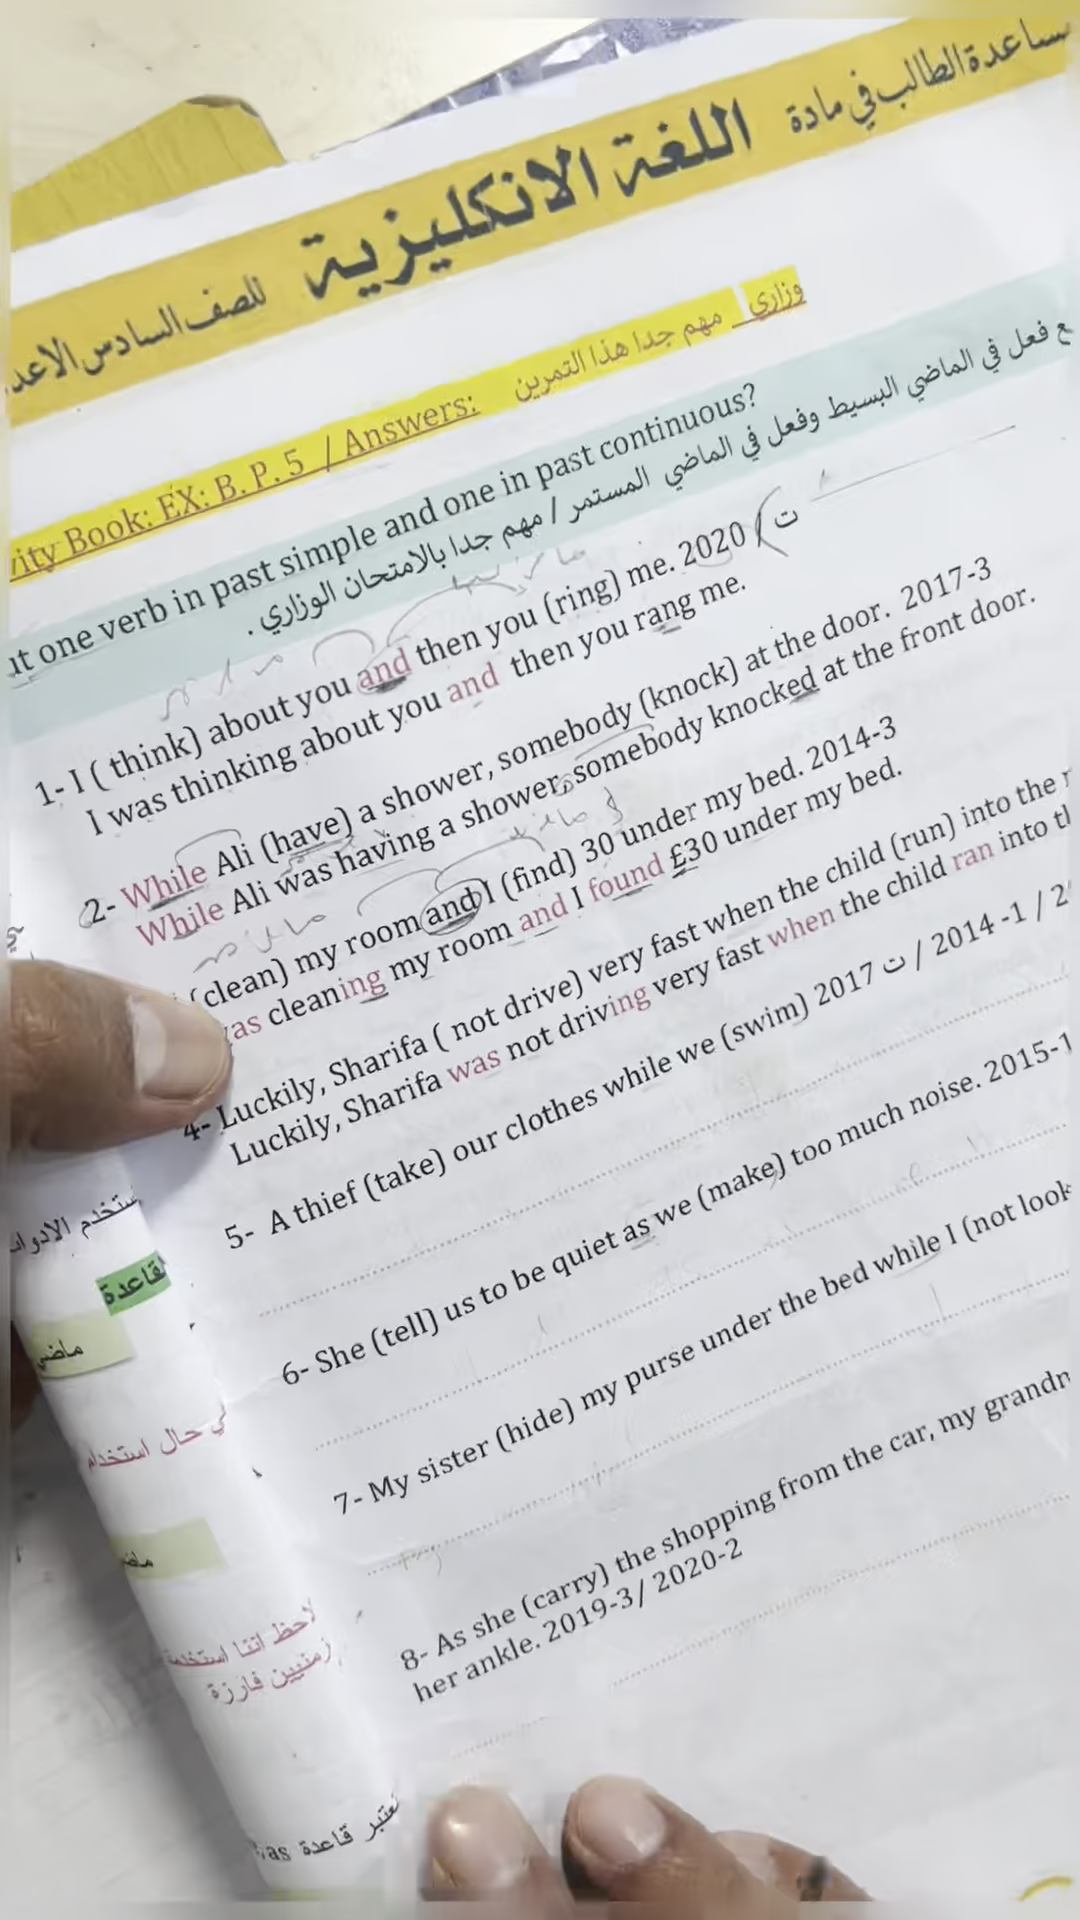 مساعدة الطالب في مادة
اللغة الانكليزية
للصف السادس
وزاري مهم جدا هذا التمرين
Book: EX: B. P. 5 / Answers:
one verb in past simple and one in past continuous?
فعل في الماضي البسيط وفعل في الماضي المستمر / مهم جدا بالامتحان الوزاري .
1- I ( think) about you and then you (ring) me. 2020 / ت
I was thinking about you and then you rang me.
2- While Ali (have) a shower, somebody (knock) at the door. 2017-3
While Ali was having a shower, somebody knocked at the front door.
(clean) my room and I (find) 30 under my bed. 2014-3
cleaning my room and I found £30 under my bed.
4- Luckily, Sharifa ( not drive) very fast when the child (run) into the
Luckily, Sharifa was not driving very fast when the child ran into
5- A thief (take) our clothes while we (swim) 2017 ت / 2014 -1 /
6- She (tell) us to be quiet as we (make) too much noise. 2015-1
7- My sister (hide) my purse under the bed while I (not look
8- As she (carry) the shopping from the car, my
her ankle. 2019-3/ 2020-2
القاعدة
حال استخدام
لاحظ اننا
زمنيين فارزة
as قاعدة